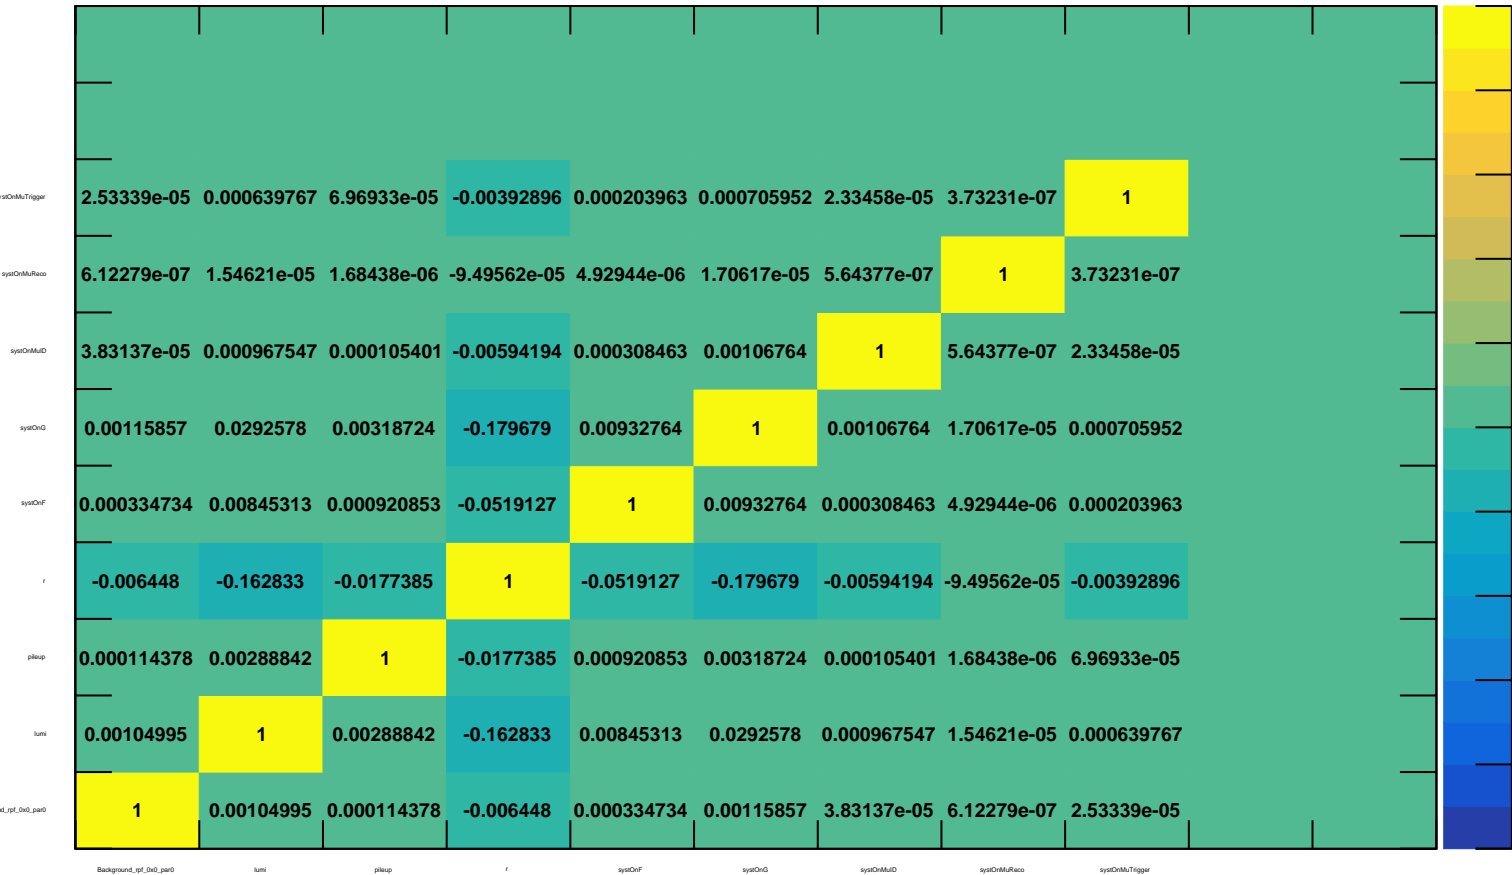 stOnMuTrigger 2.53339e-05 0.000639767 6.96933e-05 -0.00392896 0.000203963 0.000705952 2.33458e-05 3.73231e-07 1
systOnMuReco 6.12279e-07 1.54621e-05 1.68438e-06 -9.49562e-05 4.92944e-06 1.70617e-05 5.64377e-07 1 3.73231e-07
systOnMuID 3.83137e-05 0.000967547 0.000105401 -0.00594194 0.000308463 0.00106764 1 5.64377e-07 2.33458e-05
systOnG 0.00115857 0.0292578 0.00318724 -0.179679 0.00932764 1 0.00106764 1.70617e-05 0.000705952
systOnF 0.000334734 0.00845313 0.000920853 -0.0519127 1 0.00932764 0.000308463 4.92944e-06 0.000203963
r -0.006448 -0.162833 -0.0177385 1 -0.0519127 -0.179679 -0.00594194 -9.49562e-05 -0.00392896
pileup 0.000114378 0.00288842 1 -0.0177385 0.000920853 0.00318724 0.000105401 1.68438e-06 6.96933e-05
lumi 0.00104995 1 0.00288842 -0.162833 0.00845313 0.0292578 0.000967547 1.54621e-05 0.000639767
d_rpf_0x0_par0 1 0.00104995 0.000114378 -0.006448 0.000334734 0.00115857 3.83137e-05 6.12279e-07 2.53339e-05
Background_rpf_0x0_par0 lumi pileup r systOnF systOnG systOnMuID systOnMuReco systOnMuTrigger